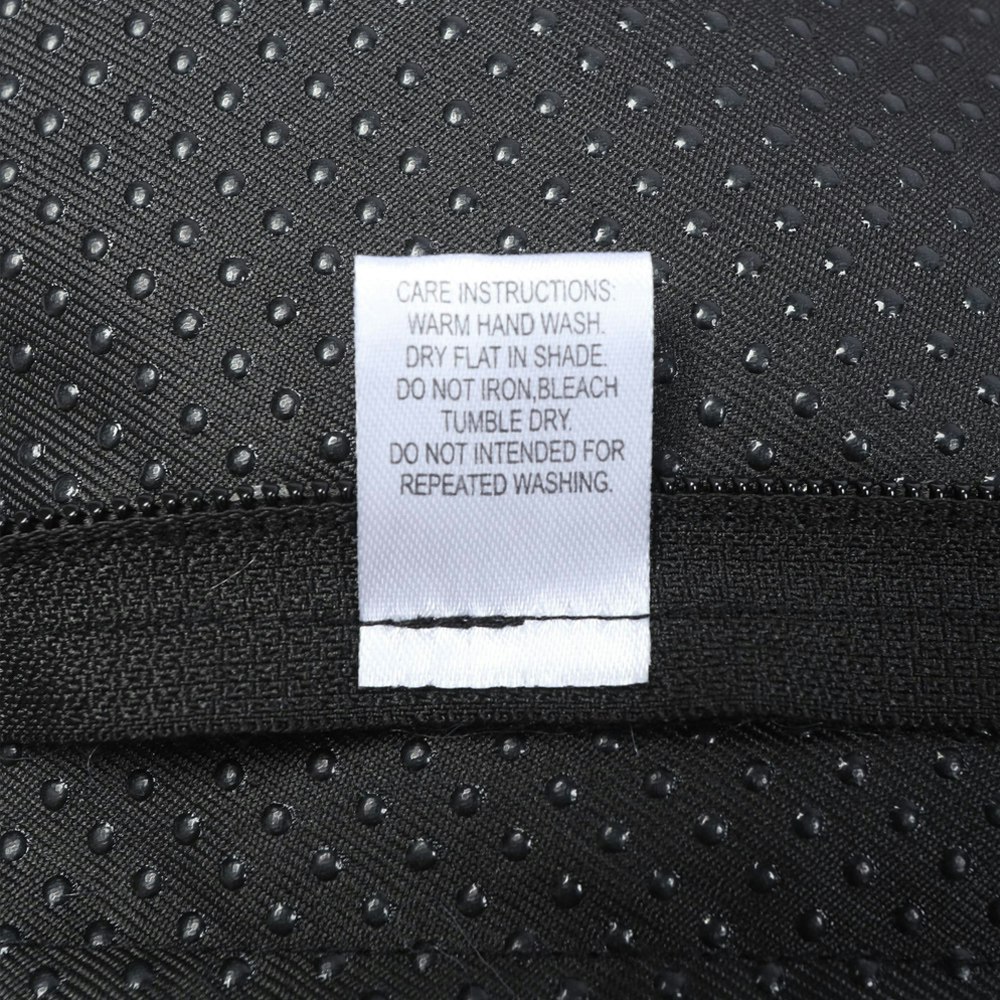 CARE INSTRUCTIONS:
WARM HAND WASH.
DRY FLAT IN SHADE.
DO NOT IRON,BLEACH
TUMBLE DRY.
DO NOT INTENDED FOR
REPEATED WASHING.